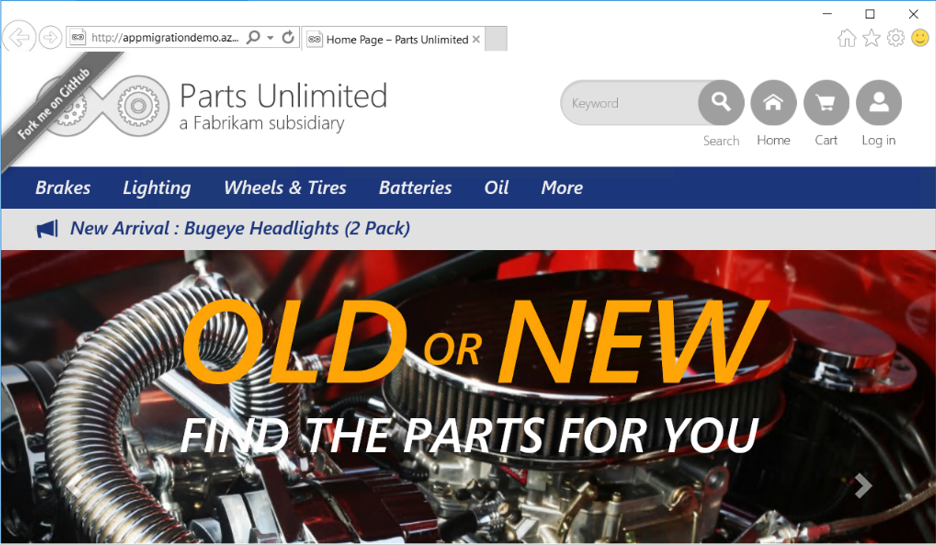 http://appmigrationdemo.az...
Home Page – Parts Unlimited
Fork me on GitHub
Parts Unlimited
a Fabrikam subsidiary
Keyword
Search
Home
Cart
Log in
Brakes
Lighting
Wheels & Tires
Batteries
Oil
More
New Arrival : Bugeye Headlights (2 Pack)
OLD OR NEW
FIND THE PARTS FOR YOU